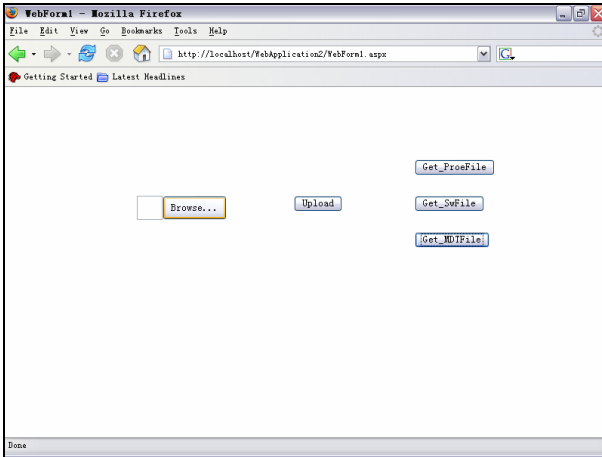 WebForm1 - Mozilla Firefox
File Edit View Go Bookmarks Tools Help
http://localhost/WebApplication2/WebForm1.aspx
G
Getting Started Latest Headlines
Get_ProeFile
Browse... Upload Get_SwFile
Get_MDTFile
Done